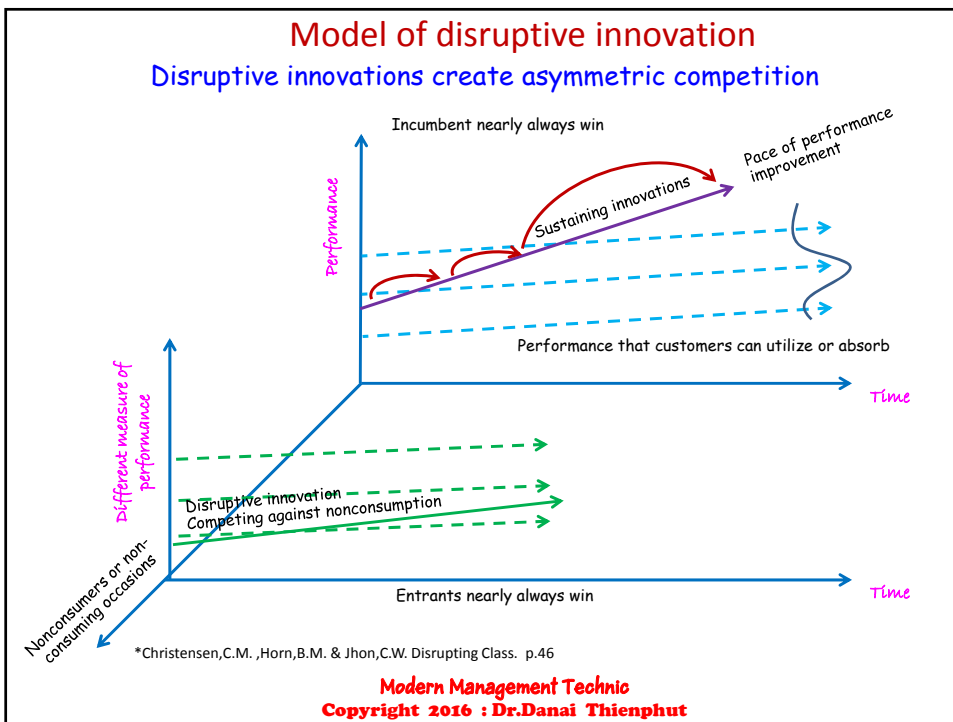 Model of disruptive innovation
Disruptive innovations create asymmetric competition
Incumbent nearly always win
Pace of performance
improvement
Sustaining innovations
Performance
Performance that customers can utilize or absorb
Time
Different measure of
performance
Disruptive innovation
Competing against nonconsumption
Nonconsumers or non-
consuming occasions
Entrants nearly always win
Time
*Christensen,C.M. ,Horn,B.M. & Jhon,C.W. Disrupting Class. p.46
Modern Management Technic
Copyright 2016 : Dr.Danai Thienphut